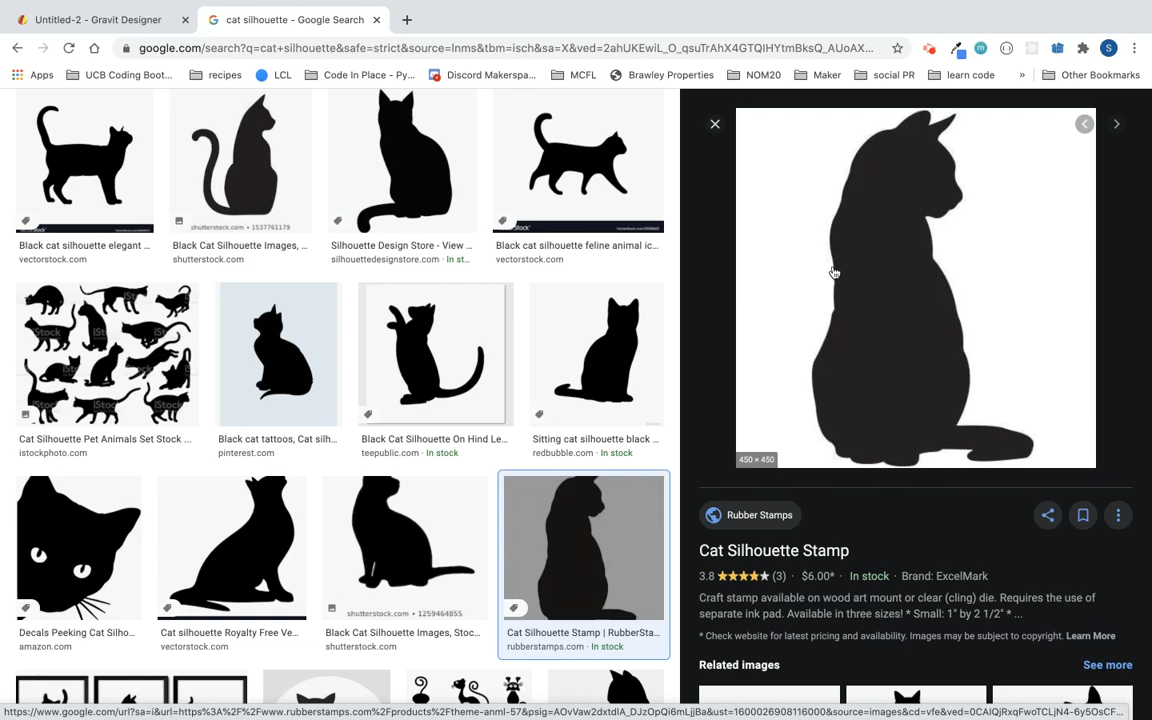 Untitled-2 - Gravit Designer
cat silhouette - Google Search
google.com/search?q=cat+silhouette&safe=strict&source=lnms&tbm=isch&sa=X&ved=2ahUKEwiL_O_qsuTrAhX4GTQIHYtmBksQ_AUoAX...
S
Apps
UCB Coding Boot...
recipes
LCL
Code In Place - Py...
Discord Makerspa...
MCFL
Brawley Properties
NOM20
Maker
social PR
learn code
»
Other Bookmarks
shutterstock.com • 1537761179
Black cat silhouette elegant ...
vectorstock.com
Black Cat Silhouette Images, ...
shutterstock.com
Silhouette Design Store - View ...
silhouettedesignstore.com · In st...
Black cat silhouette feline animal ic...
vectorstock.com
iStock
Cat Silhouette Pet Animals Set Stock ...
istockphoto.com
Black cat tattoos, Cat silh...
pinterest.com
Black Cat Silhouette On Hind Le...
teepublic.com · In stock
Sitting cat silhouette black ...
redbubble.com · In stock
shutterstock.com • 1259464855
Decals Peeking Cat Silho...
amazon.com
Cat silhouette Royalty Free Ve...
vectorstock.com
Black Cat Silhouette Images, Stoc...
shutterstock.com
Cat Silhouette Stamp | RubberSta...
rubberstamps.com · In stock
450 × 450
Rubber Stamps
Cat Silhouette Stamp
3.8 ★★★★★ (3) · $6.00* · In stock · Brand: ExcelMark
Craft stamp available on wood art mount or clear (cling) die. Requires the use of
separate ink pad. Available in three sizes! * Small: 1" by 2 1/2" * ...
* Check website for latest pricing and availability. Images may be subject to copyright. Learn More
Related images
See more